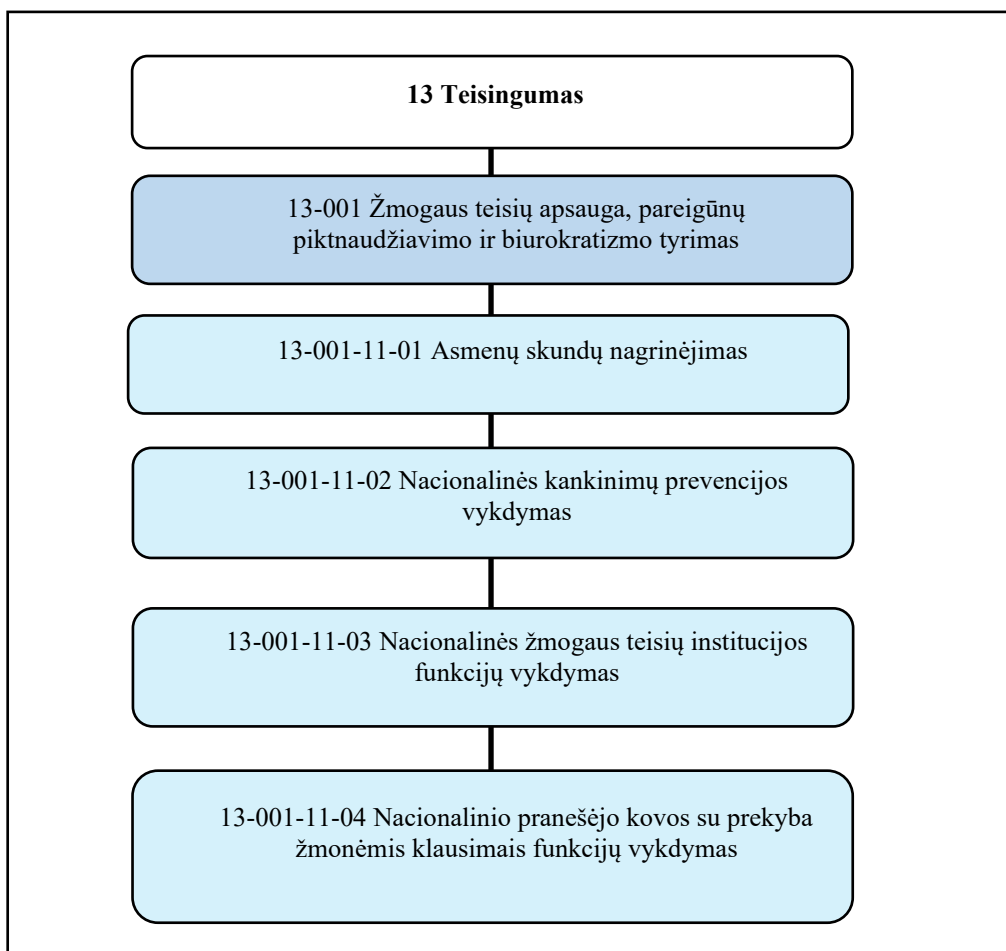 13 Teisingumas
13-001 Žmogaus teisių apsauga, pareigūnų
piktnaudžiavimo ir biurokratizmo tyrimas
13-001-11-01 Asmenų skundų nagrinėjimas
13-001-11-02 Nacionalinės kankinimų prevencijos
vykdymas
13-001-11-03 Nacionalinės žmogaus teisių institucijos
funkcijų vykdymas
13-001-11-04 Nacionalinio pranešėjo kovos su prekyba
žmonėmis klausimais funkcijų vykdymas